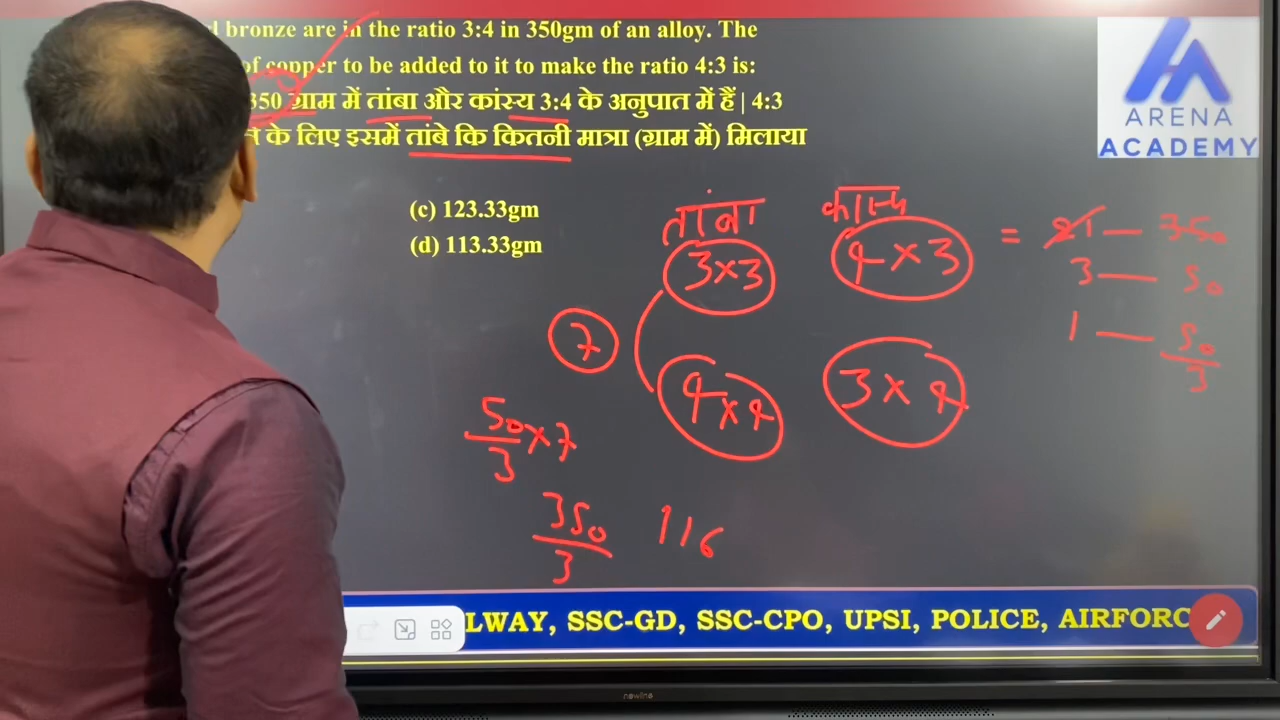 bronze are in the ratio 3:4 in 350gm of an alloy. The
of copper to be added to it to make the ratio 4:3 is:
350 ग्राम में तांबा और कांस्य 3:4 के अनुपात में हैं | 4:3
के लिए इसमें तांबे कि कितनी मात्रा (ग्राम में) मिलाया
(c) 123.33gm
(d) 113.33gm
ARENA
ACADEMY
3×3 4×3 = 21 — 350
3 — 50
1 — 50/3
7
4×4 3×4
50/3 ×7
350/3 116
LWAY, SSC-GD, SSC-CPO, UPSI, POLICE, AIRFORC
newline